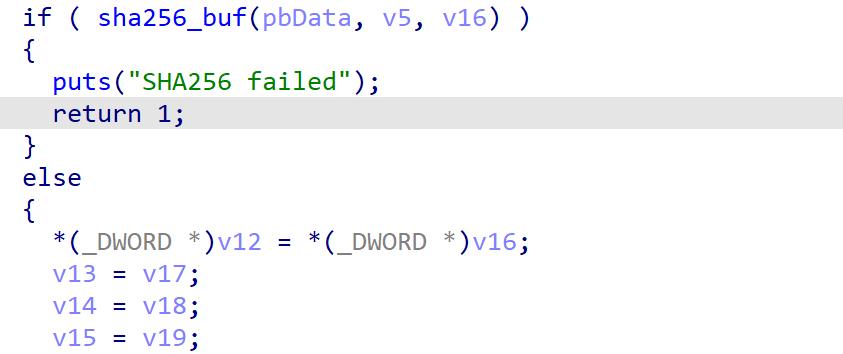 if ( sha256_buf(pbData, v5, v16) )
{
puts("SHA256 failed");
return 1;
}
else
{
*(_DWORD *)v12 = *(_DWORD *)v16;
v13 = v17;
v14 = v18;
v15 = v19;